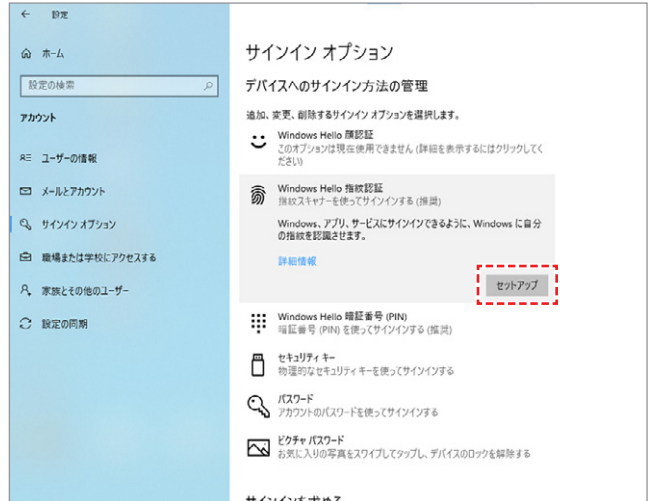 設定
ホーム
設定の検索
アカウント
ユーザーの情報
メールとアカウント
サインイン オプション
職場または学校にアクセスする
家族とその他のユーザー
設定の同期
サインイン オプション
デバイスへのサインイン方法の管理
追加、変更、削除するサインイン オプションを選択します。
Windows Hello 顔認証
このオプションは現在使用できません (詳細を表示するにはクリックしてく
ださい)
Windows Hello 指紋認証
指紋スキャナーを使ってサインインする (推奨)
Windows、アプリ、サービスにサインインできるように、Windows に自分
の指紋を認識させます。
詳細情報
セットアップ
Windows Hello 暗証番号 (PIN)
暗証番号 (PIN) を使ってサインインする (推奨)
セキュリティ キー
物理的なセキュリティ キーを使ってサインインする
パスワード
アカウントのパスワードを使ってサインインする
ピクチャ パスワード
お気に入りの写真をスワイプしてタップし、デバイスのロックを解除する
サインインを求める